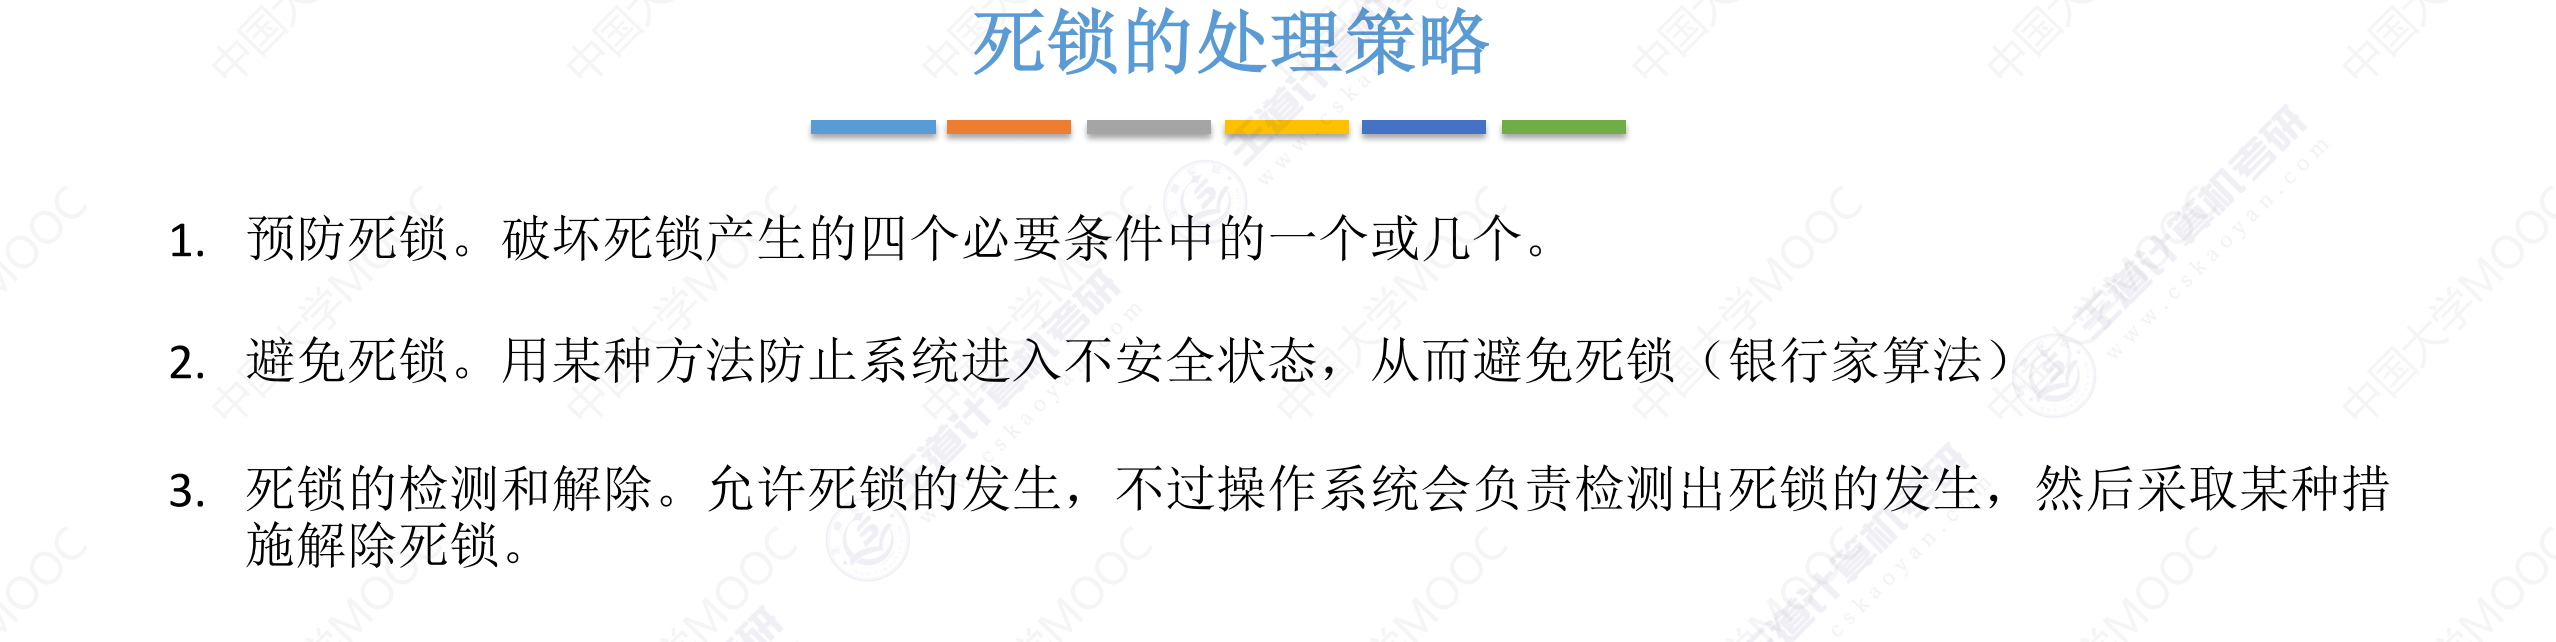 死锁的处理策略
1. 预防死锁。破坏死锁产生的四个必要条件中的一个或几个。
2. 避免死锁。用某种方法防止系统进入不安全状态，从而避免死锁（银行家算法）
3. 死锁的检测和解除。允许死锁的发生，不过操作系统会负责检测出死锁的发生，然后采取某种措
施解除死锁。